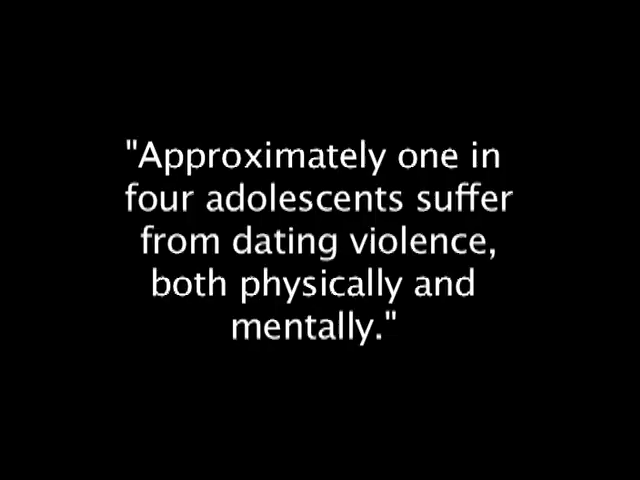 "Approximately one in
four adolescents suffer
from dating violence,
both physically and
mentally."